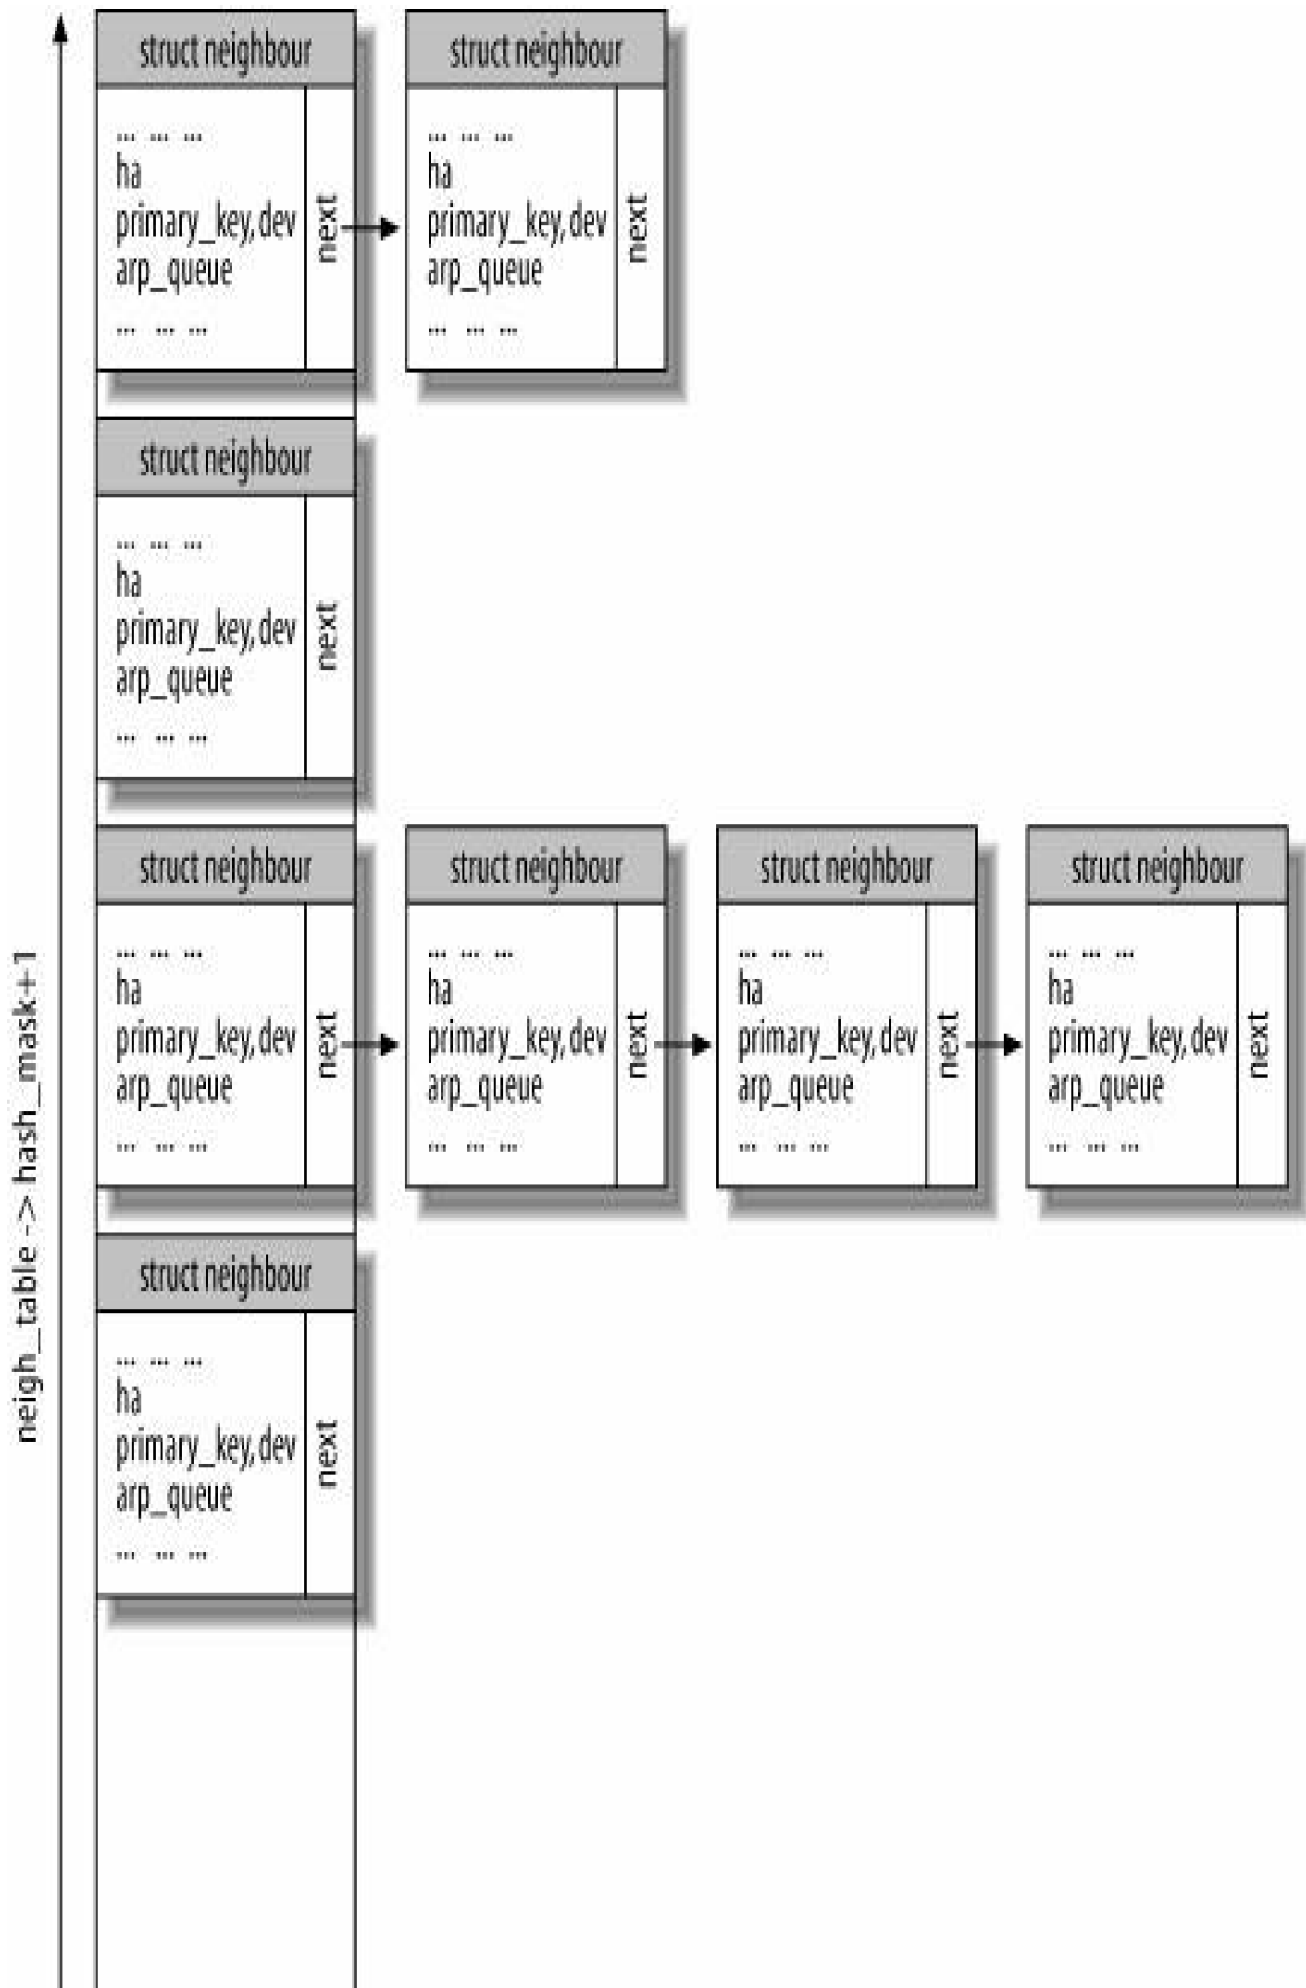 struct neighbour
... ... ...
ha
primary_key,dev
arp_queue
... ... ...
next
struct neighbour
... ... ...
ha
primary_key,dev
arp_queue
... ... ...
next
struct neighbour
... ... ...
ha
primary_key,dev
arp_queue
... ... ...
next
struct neighbour
... ... ...
ha
primary_key,dev
arp_queue
... ... ...
next
struct neighbour
... ... ...
ha
primary_key,dev
arp_queue
... ... ...
next
struct neighbour
... ... ...
ha
primary_key,dev
arp_queue
... ... ...
next
struct neighbour
... ... ...
ha
primary_key,dev
arp_queue
... ... ...
next
struct neighbour
... ... ...
ha
primary_key,dev
arp_queue
... ... ...
next
neigh_table -> hash_mask+1